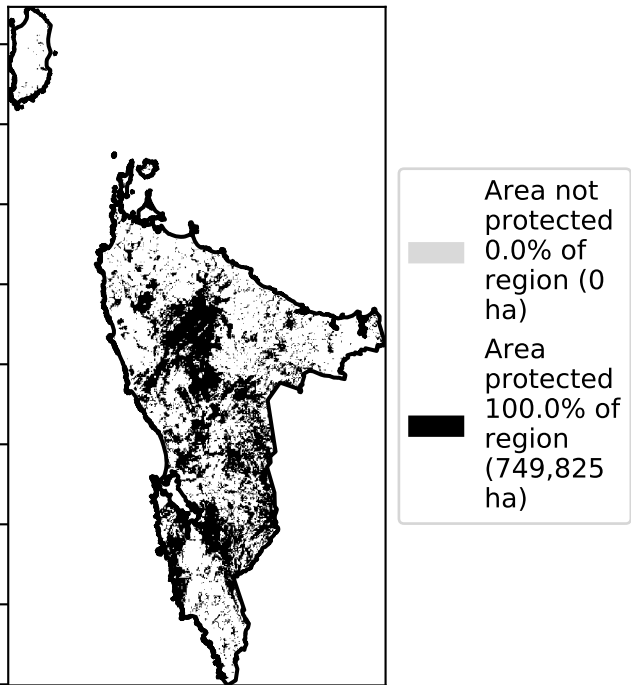 Area not
protected
0.0% of
region (0
ha)
Area
protected
100.0% of
region
(749,825
ha)